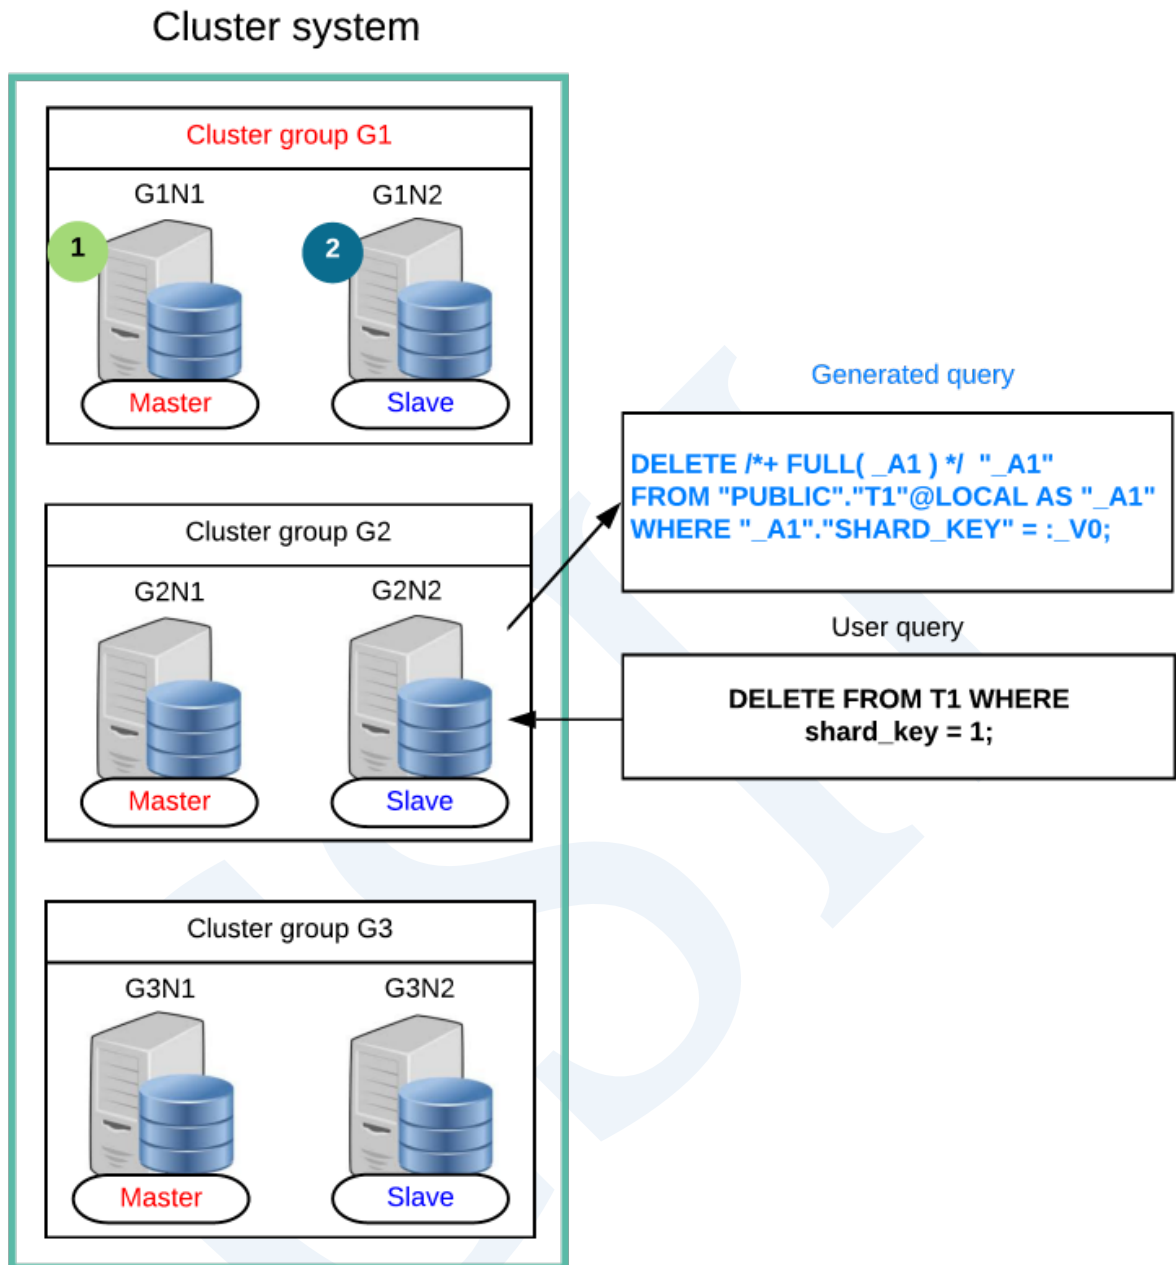 Cluster system
Cluster group G1
G1N1
G1N2
1
2
Master
Slave
Cluster group G2
G2N1
G2N2
Master
Slave
Cluster group G3
G3N1
G3N2
Master
Slave
Generated query
DELETE /*+ FULL( _A1 ) */  "_A1"
FROM "PUBLIC"."T1"@LOCAL AS "_A1"
WHERE "_A1"."SHARD_KEY" = :_V0;
User query
DELETE FROM T1 WHERE
shard_key = 1;